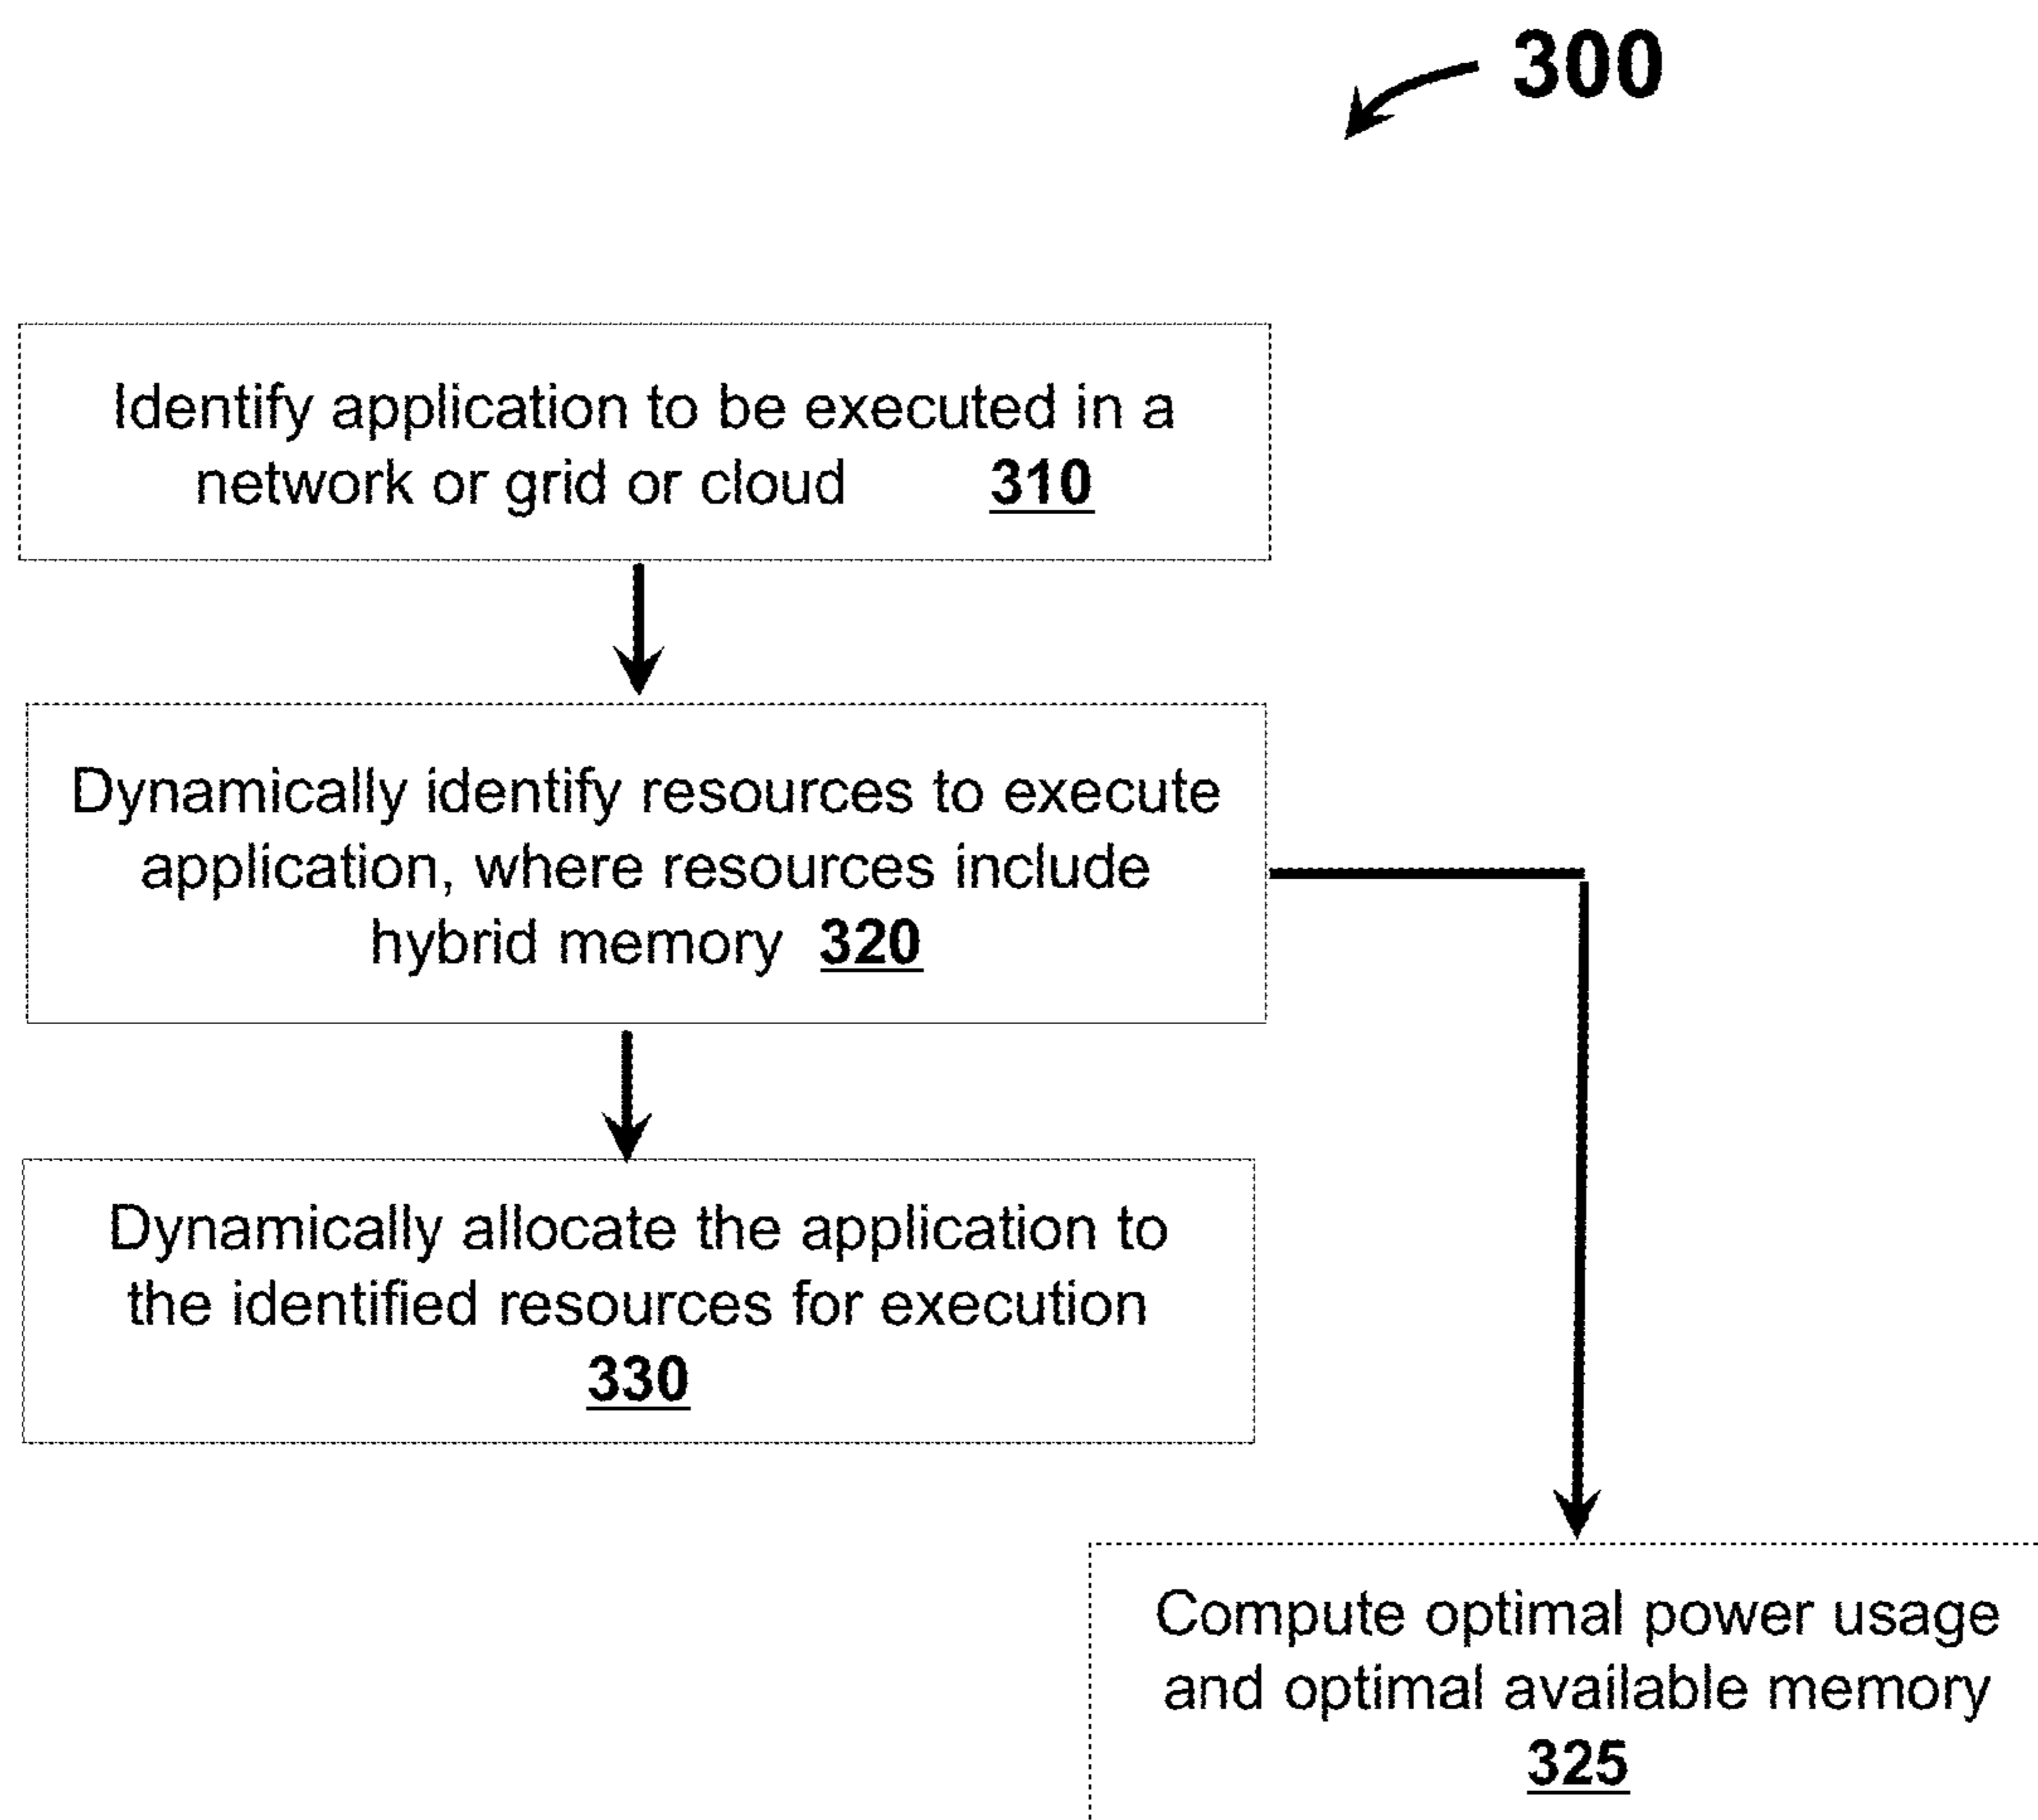 300
Identify application to be executed in a
network or grid or cloud 310
Dynamically identify resources to execute
application, where resources include
hybrid memory 320
Dynamically allocate the application to
the identified resources for execution
330
Compute optimal power usage
and optimal available memory
325